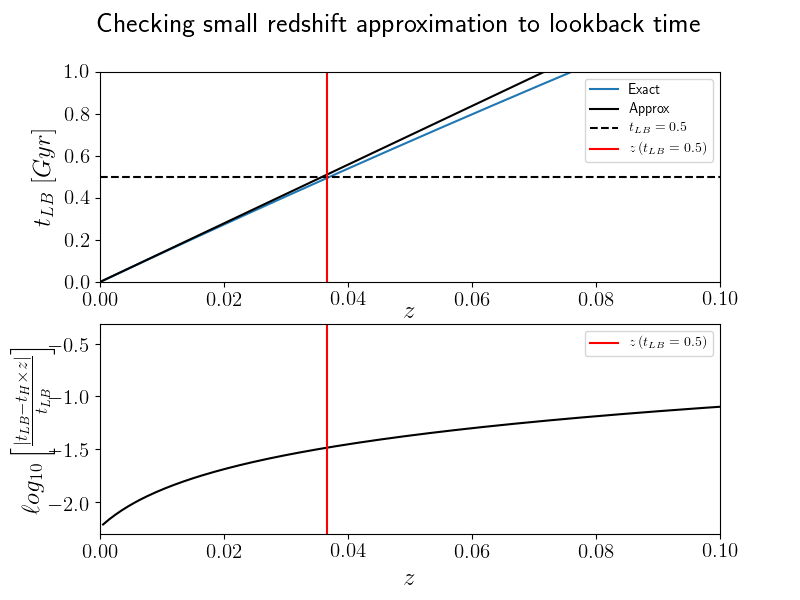 Checking small redshift approximation to lookback time
t_{LB} [Gyr]
1.0
0.8
0.6
0.4
0.2
0.0
Exact
Approx
t_{LB} = 0.5
z (t_{LB} = 0.5)
0.00 0.02 0.04 0.06 0.08 0.10
z
ℓog_{10} [|t_{LB}−t_H×z| / t_{LB}]
−0.5
−1.0
−1.5
−2.0
z (t_{LB} = 0.5)
0.00 0.02 0.04 0.06 0.08 0.10
z